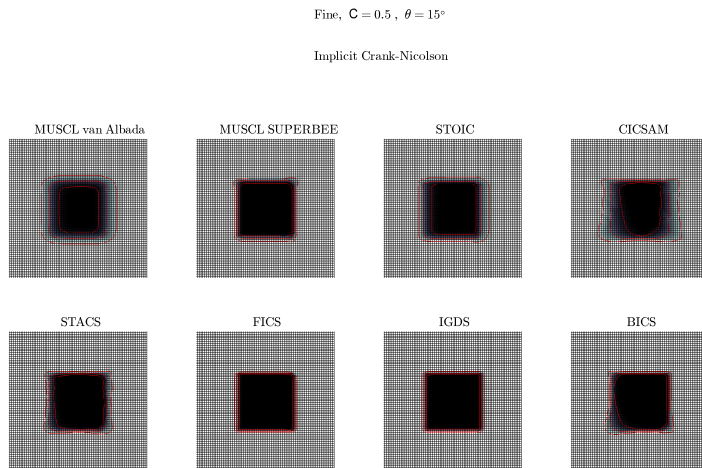 Fine, C = 0.5 , θ = 15°
Implicit Crank-Nicolson
MUSCL van Albada MUSCL SUPERBEE STOIC CICSAM
STACS FICS IGDS BICS